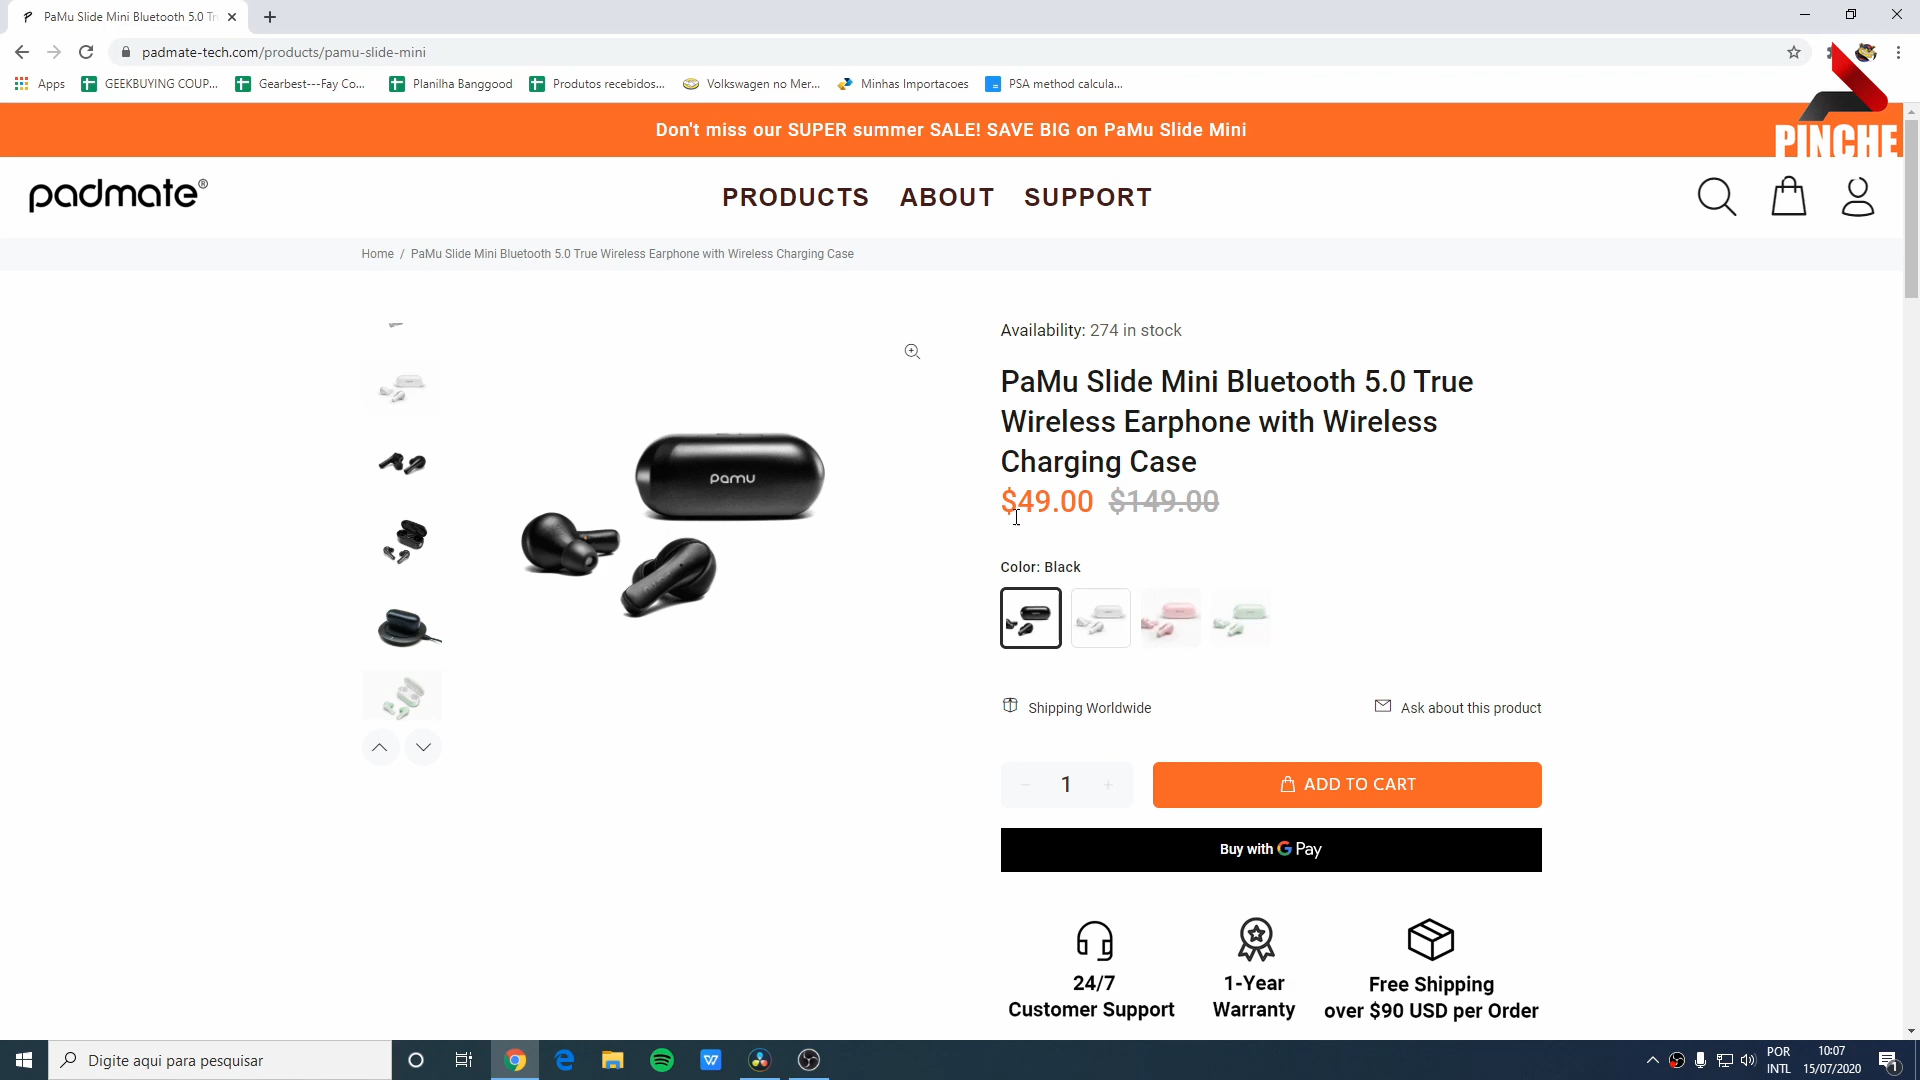 PaMu Slide Mini Bluetooth 5.0 Tr
padmate-tech.com/products/pamu-slide-mini
Apps
GEEKBUYING COUP...
Gearbest---Fay Co...
Planilha Banggood
Produtos recebidos...
Volkswagen no Mer...
Minhas Importacoes
PSA method calcula...
Don't miss our SUPER summer SALE! SAVE BIG on PaMu Slide Mini
PINCHE
padmate®
PRODUCTS ABOUT SUPPORT
Home / PaMu Slide Mini Bluetooth 5.0 True Wireless Earphone with Wireless Charging Case
Availability: 274 in stock
PaMu Slide Mini Bluetooth 5.0 True
Wireless Earphone with Wireless
Charging Case
$49.00 $149.00
pamu
Color: Black
Shipping Worldwide
Ask about this product
− 1 +
ADD TO CART
Buy with G Pay
24/7
Customer Support
1-Year
Warranty
Free Shipping
over $90 USD per Order
Digite aqui para pesquisar
POR
INTL
10:07
15/07/2020
1